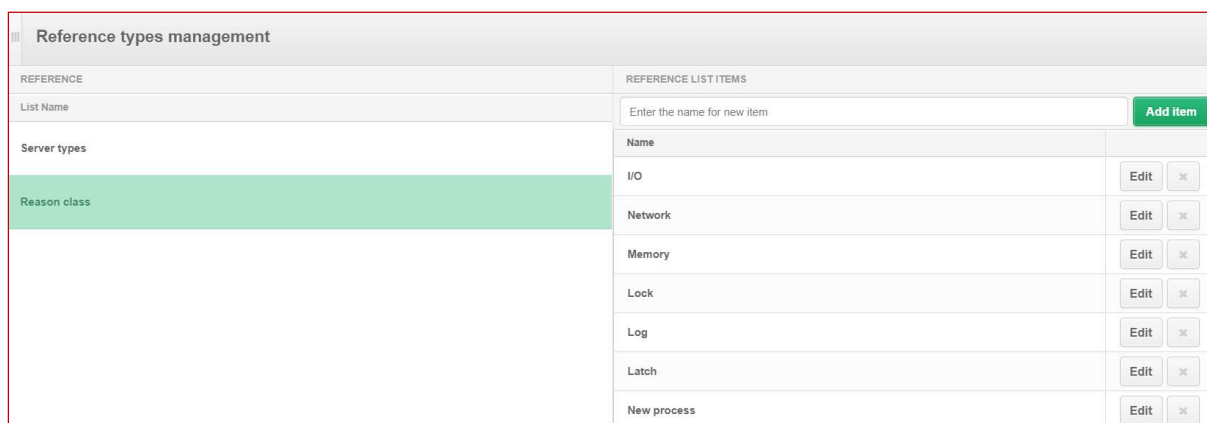 Reference types management
REFERENCE
List Name
Server types
Reason class
REFERENCE LIST ITEMS
Enter the name for new item Add item
Name
I/O Edit ×
Network Edit ×
Memory Edit ×
Lock Edit ×
Log Edit ×
Latch Edit ×
New process Edit ×